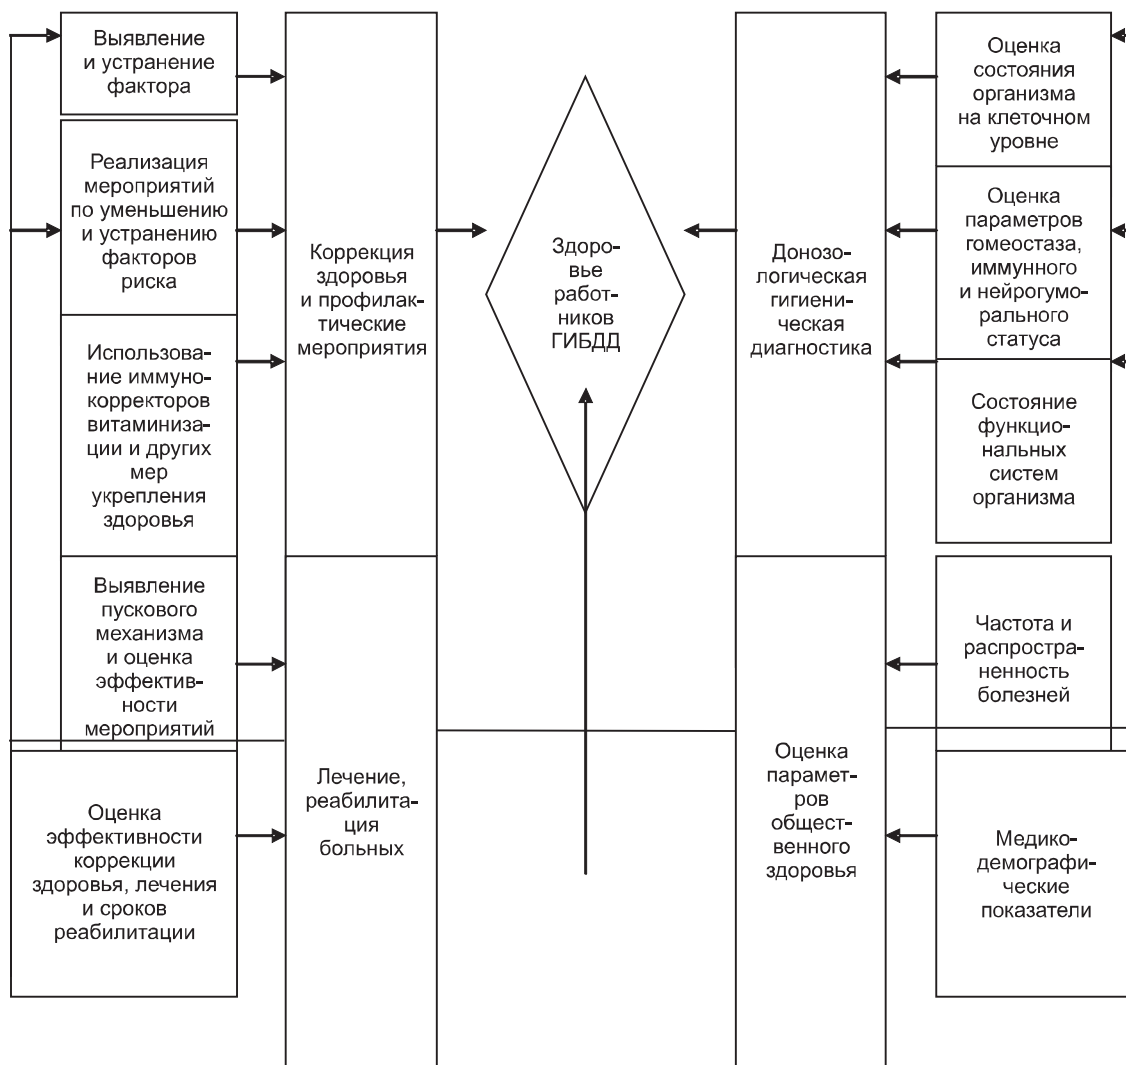 Выявление
и устранение
фактора
Реализация
мероприятий
по уменьшению
и устранению
факторов
риска
Использова-
ние иммуно-
корректоров
витаминиза-
ции и других
мер
укрепления
здоровья
Выявление
пускового
механизма
и оценка
эффектив-
ности
мероприятий
Оценка
эффективности
коррекции
здоровья, лечения
и сроков
реабилитации
Коррекция
здоровья
и профилак-
тические
мероприятия
Лечение,
реабилита-
ция
больных
Здоро-
вье
работ-
ников
ГИБДД
Донозо-
логическая
гигиени-
ческая
диагностика
Оценка
парамет-
ров
общест-
венного
здоровья
Оценка
состояния
организма
на клеточном
уровне
Оценка
параметров
гомеостаза,
иммунного
и нейрогумо-
рального
статуса
Состояние
функцио-
нальных
систем
организма
Частота и
распростра-
ненность
болезней
Медико-
демографи-
ческие
показатели